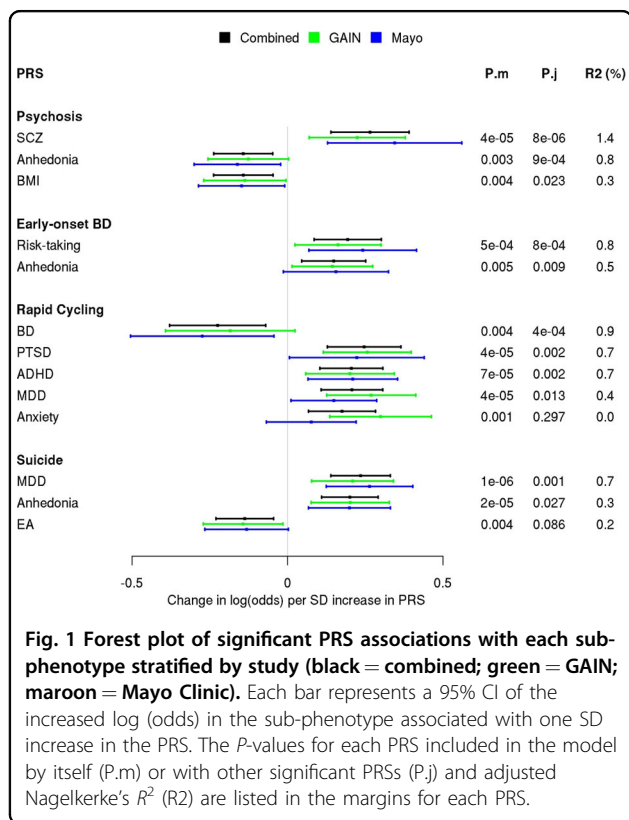 Combined GAIN Mayo
PRS P.m P.j R2 (%)
Psychosis
SCZ 4e-05 8e-06 1.4
Anhedonia 0.003 9e-04 0.8
BMI 0.004 0.023 0.3
Early-onset BD
Risk-taking 5e-04 8e-04 0.8
Anhedonia 0.005 0.009 0.5
Rapid Cycling
BD 0.004 4e-04 0.9
PTSD 4e-05 0.002 0.7
ADHD 7e-05 0.002 0.7
MDD 4e-05 0.013 0.4
Anxiety 0.001 0.297 0.0
Suicide
MDD 1e-06 0.001 0.7
Anhedonia 2e-05 0.027 0.3
EA 0.004 0.086 0.2
-0.5 0 0.5
Change in log(odds) per SD increase in PRS
Fig. 1 Forest plot of significant PRS associations with each sub-
phenotype stratified by study (black = combined; green = GAIN;
maroon = Mayo Clinic). Each bar represents a 95% CI of the
increased log (odds) in the sub-phenotype associated with one SD
increase in the PRS. The P-values for each PRS included in the model
by itself (P.m) or with other significant PRSs (P.j) and adjusted
Nagelkerke's R² (R2) are listed in the margins for each PRS.